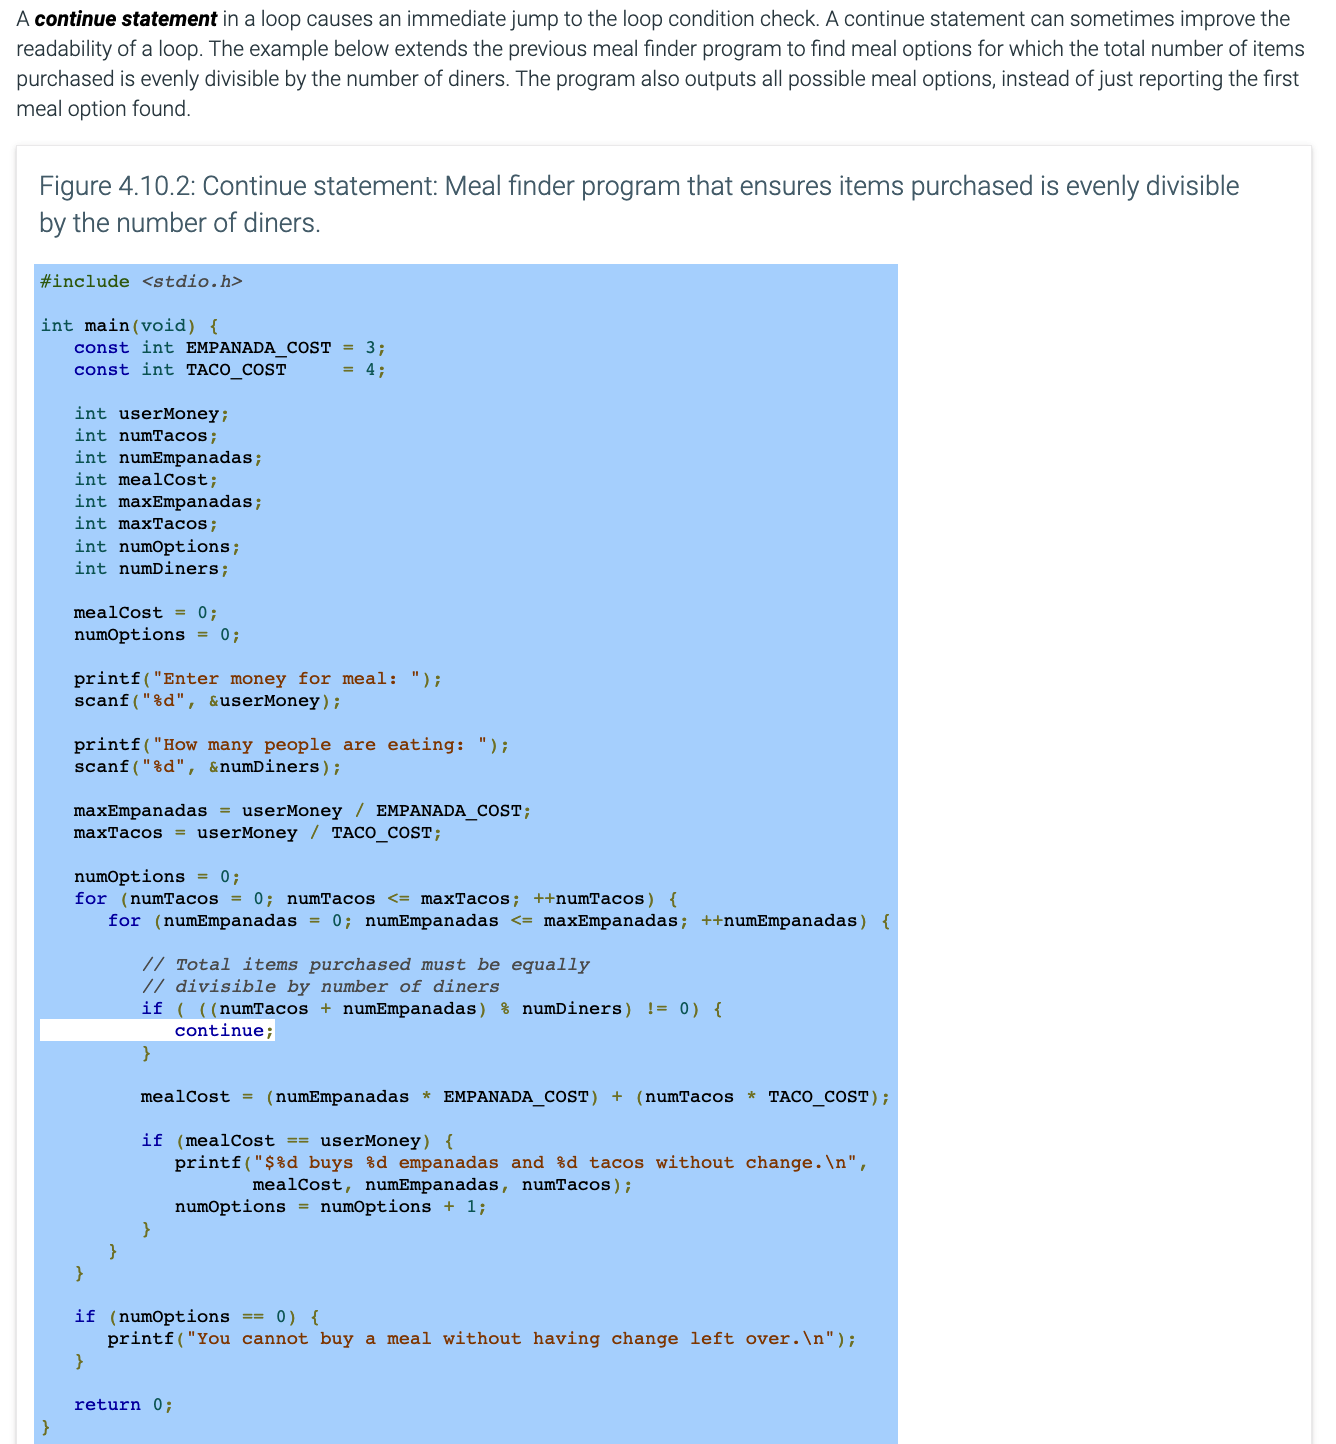 A continue statement in a loop causes an immediate jump to the loop condition check. A continue statement can sometimes improve the
readability of a loop. The example below extends the previous meal finder program to find meal options for which the total number of items
purchased is evenly divisible by the number of diners. The program also outputs all possible meal options, instead of just reporting the first
meal option found.
Figure 4.10.2: Continue statement: Meal finder program that ensures items purchased is evenly divisible
by the number of diners.
#include <stdio.h>
int main(void) {
   const int EMPANADA_COST = 3;
   const int TACO_COST     = 4;
   int userMoney;
   int numTacos;
   int numEmpanadas;
   int mealCost;
   int maxEmpanadas;
   int maxTacos;
   int numOptions;
   int numDiners;
   mealCost = 0;
   numOptions = 0;
   printf("Enter money for meal: ");
   scanf("%d", &userMoney);
   printf("How many people are eating: ");
   scanf("%d", &numDiners);
   maxEmpanadas = userMoney / EMPANADA_COST;
   maxTacos = userMoney / TACO_COST;
   numOptions = 0;
   for (numTacos = 0; numTacos <= maxTacos; ++numTacos) {
      for (numEmpanadas = 0; numEmpanadas <= maxEmpanadas; ++numEmpanadas) {
         // Total items purchased must be equally
         // divisible by number of diners
         if ( ((numTacos + numEmpanadas) % numDiners) != 0) {
            continue;
         }
         mealCost = (numEmpanadas * EMPANADA_COST) + (numTacos * TACO_COST);
         if (mealCost == userMoney) {
            printf("$%d buys %d empanadas and %d tacos without change.\n",
                   mealCost, numEmpanadas, numTacos);
            numOptions = numOptions + 1;
         }
      }
   }
   if (numOptions == 0) {
      printf("You cannot buy a meal without having change left over.\n");
   }
   return 0;
}